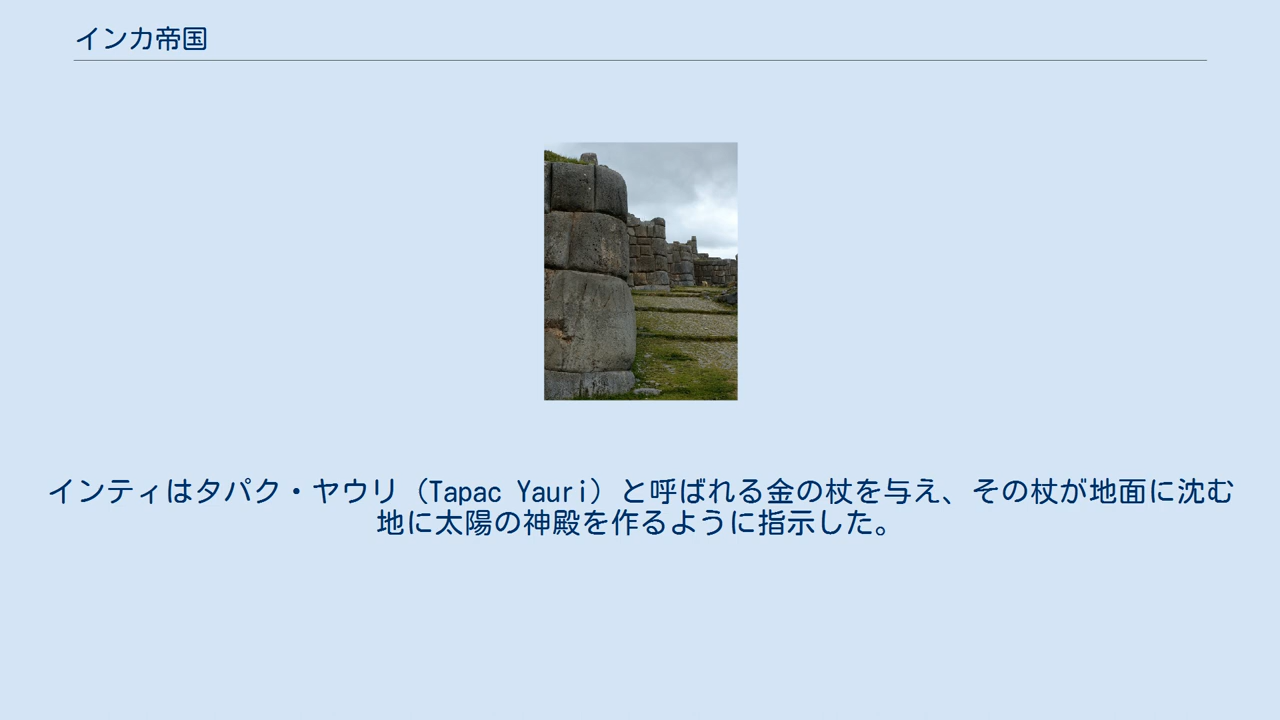 インカ帝国
インティはタパク・ヤウリ（Tapac Yauri）と呼ばれる金の杖を与え、その杖が地面に沈む
地に太陽の神殿を作るように指示した。